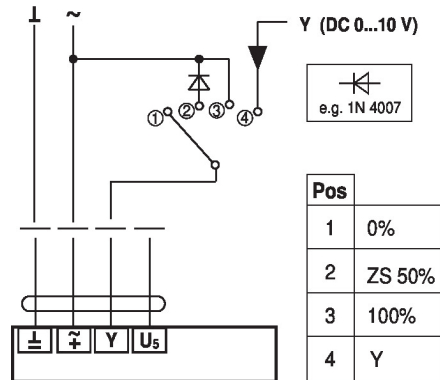 ⊥ ~
Y (DC 0...10 V)
① ② ③ ④
e.g. 1N 4007
Pos
1 0%
2 ZS 50%
3 100%
4 Y
⊥ ~+ Y U5